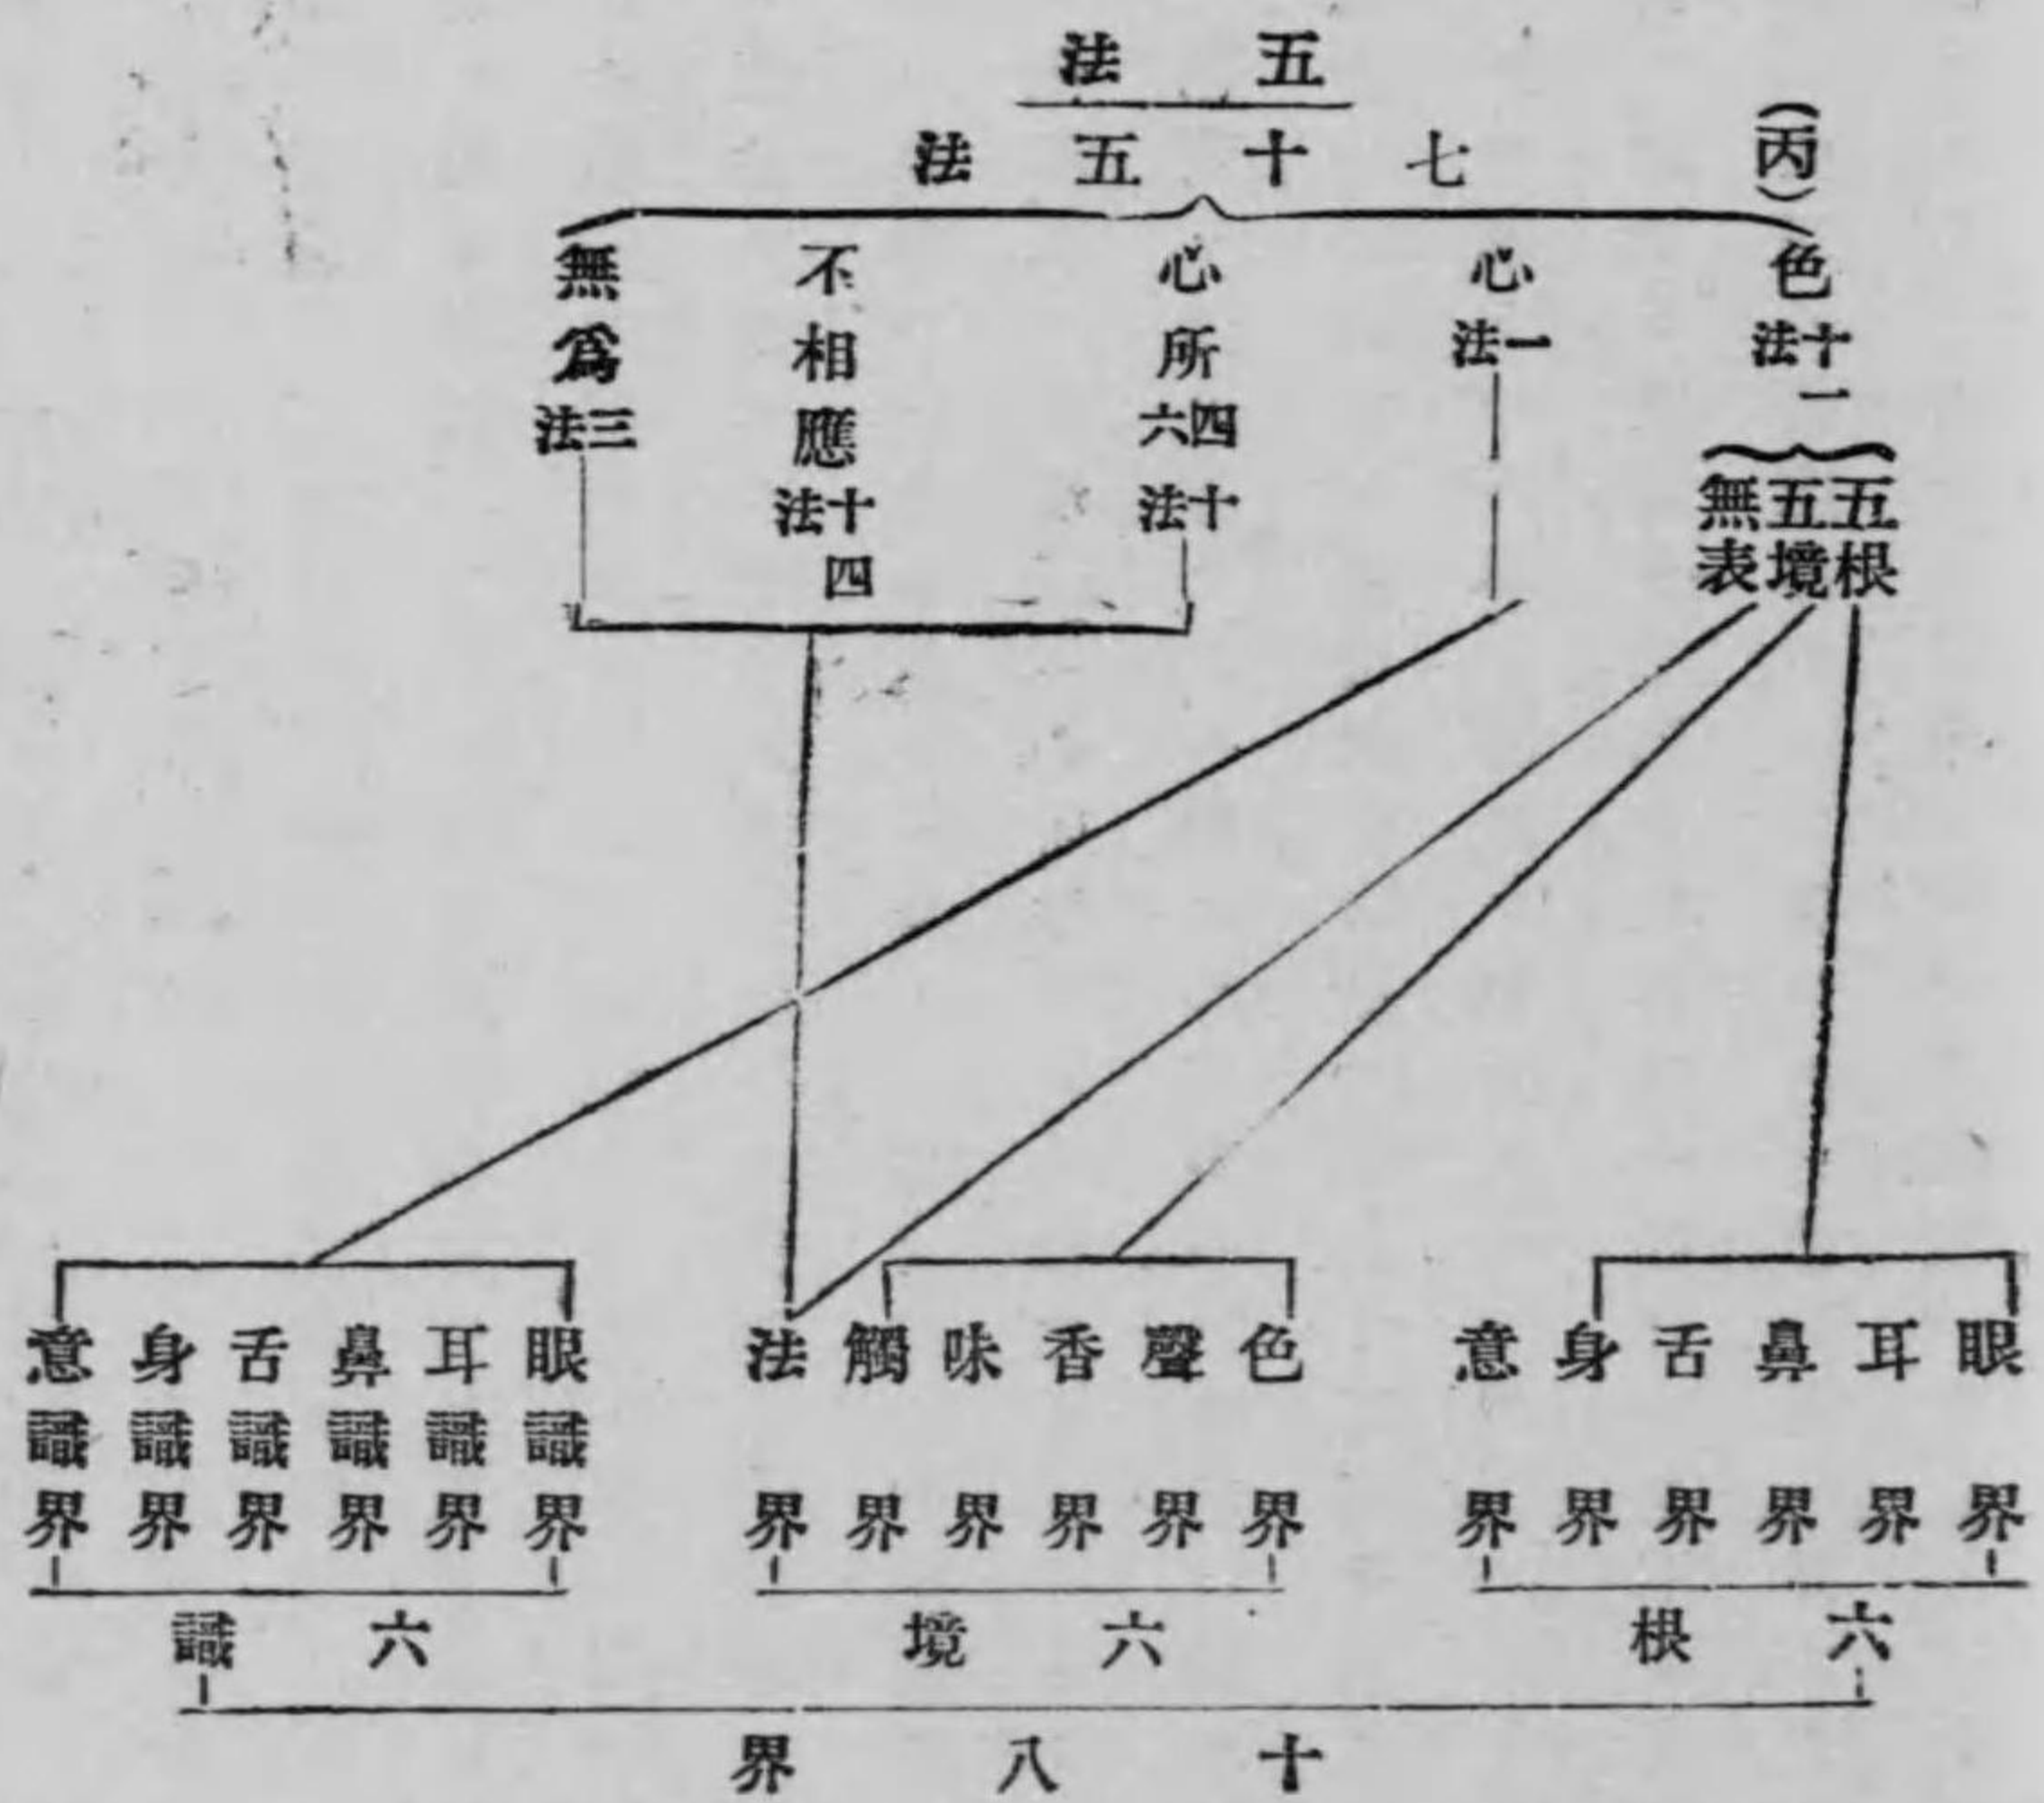 (丙)
五法
七十五法
色十一法
五根
五境
無表
心一法
心所四十六法
不相應十四法
無爲三法
眼界
耳界
鼻界
舌界
身界
意界
六根
色界
聲界
香界
味界
觸界
法界
六境
眼識界
耳識界
鼻識界
舌識界
身識界
意識界
六識
十八界